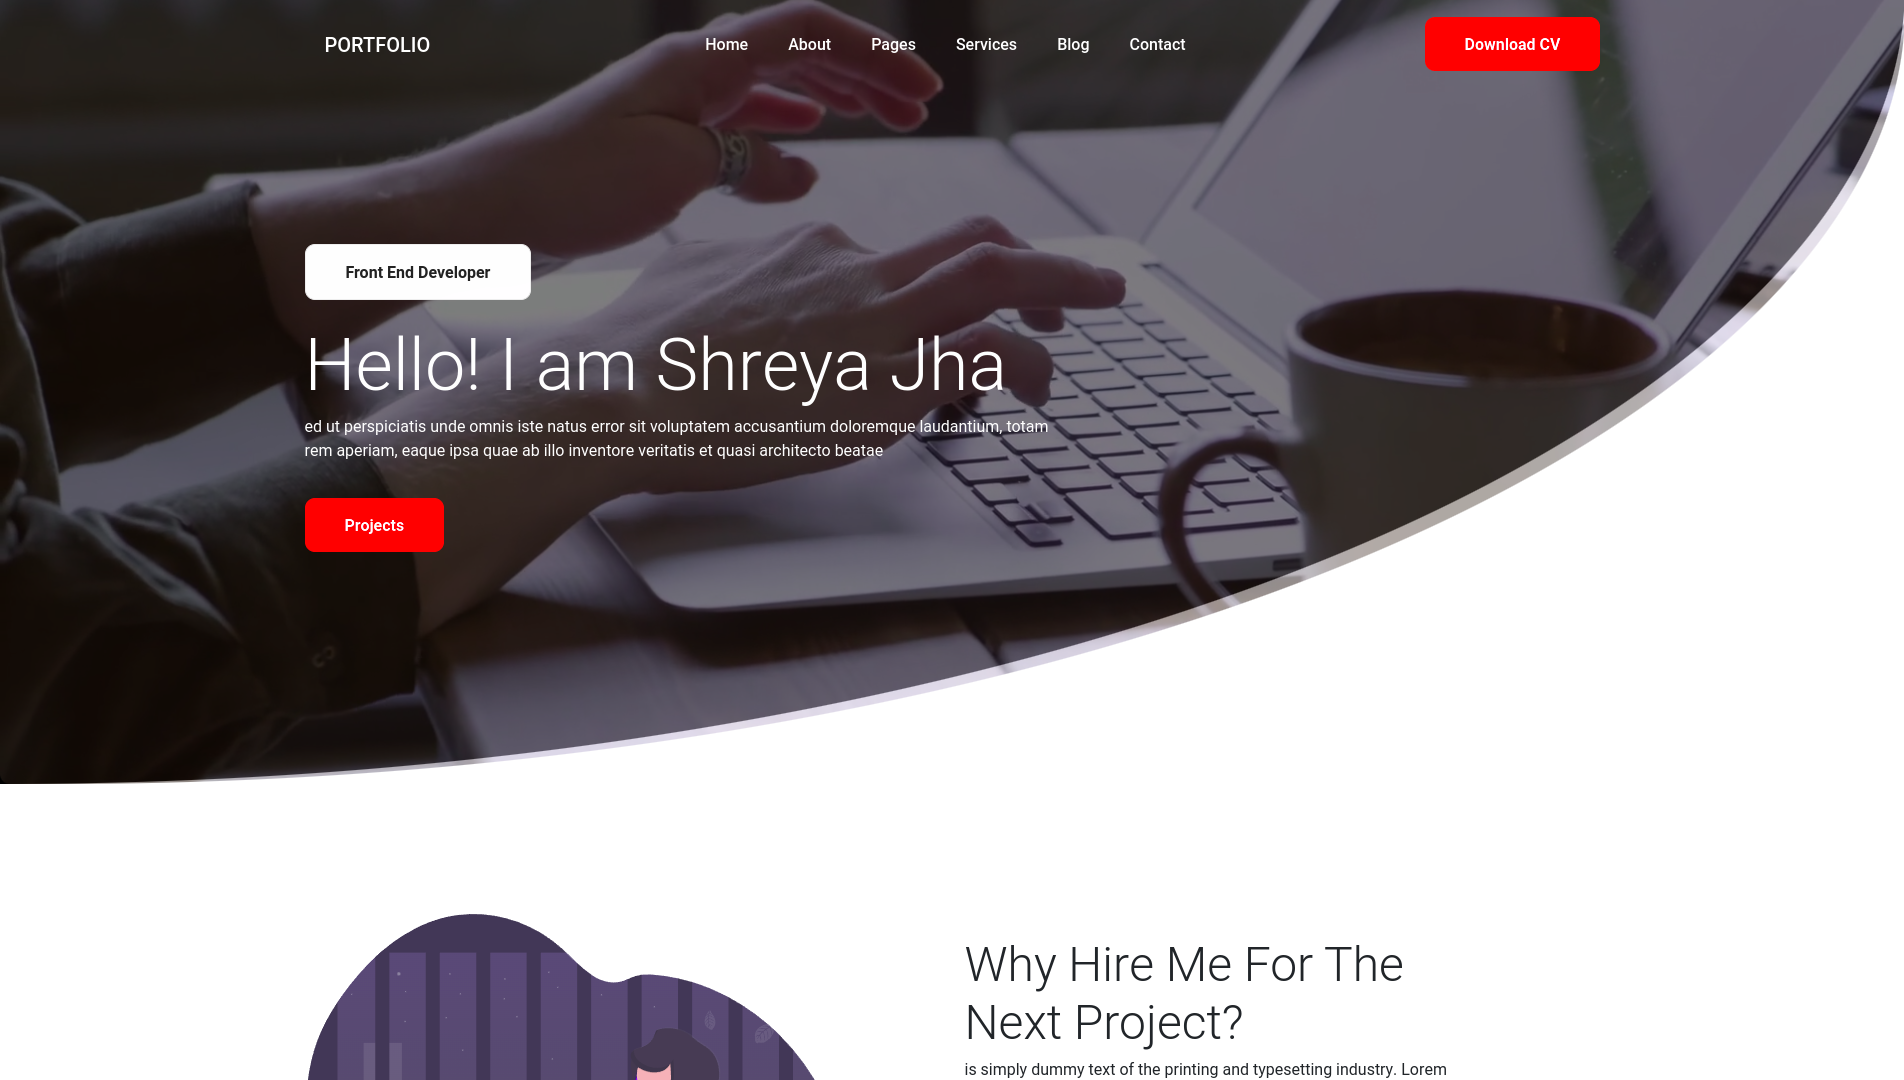 PORTFOLIO
Home
About
Pages
Services
Blog
Contact
Download CV
Front End Developer
Hello! I am Shreya Jha
ed ut perspiciatis unde omnis iste natus error sit voluptatem accusantium doloremque laudantium, totam
rem aperiam, eaque ipsa quae ab illo inventore veritatis et quasi architecto beatae
Projects
Why Hire Me For The
Next Project?
is simply dummy text of the printing and typesetting industry. Lorem